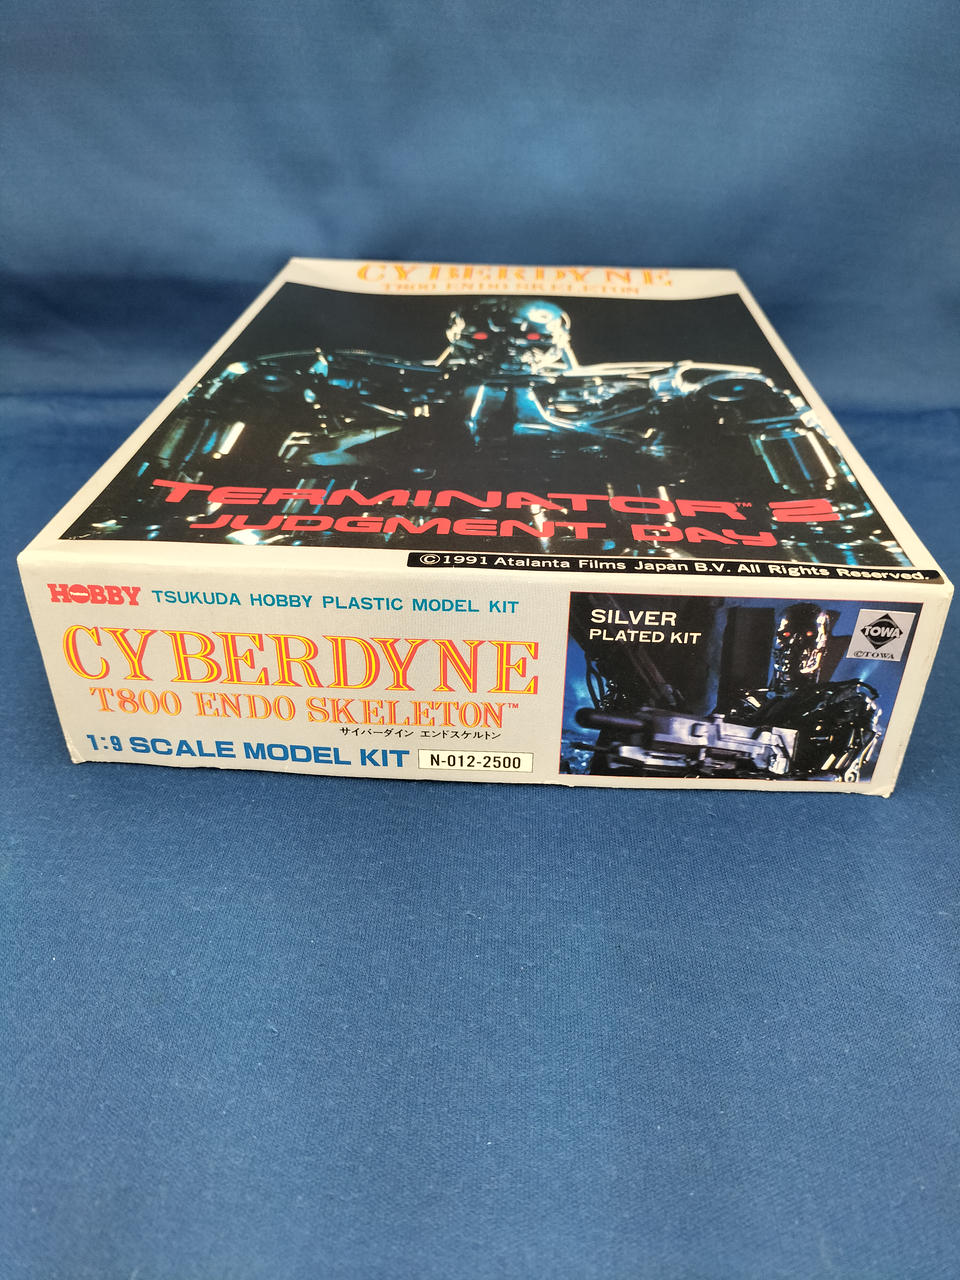 CYBERDYNE
T800 ENDO SKELETON
TERMINATOR™ 2
JUDGMENT DAY
©1991 Atalanta Films Japan B.V. All Rights Reserved.
HOBBY TSUKUDA HOBBY PLASTIC MODEL KIT
CYBERDYNE
T800 ENDO SKELETON™
サイバーダイン エンドスケルトン
1:9 SCALE MODEL KIT N-012-2500
SILVER
PLATED KIT
TOWA
©TOWA